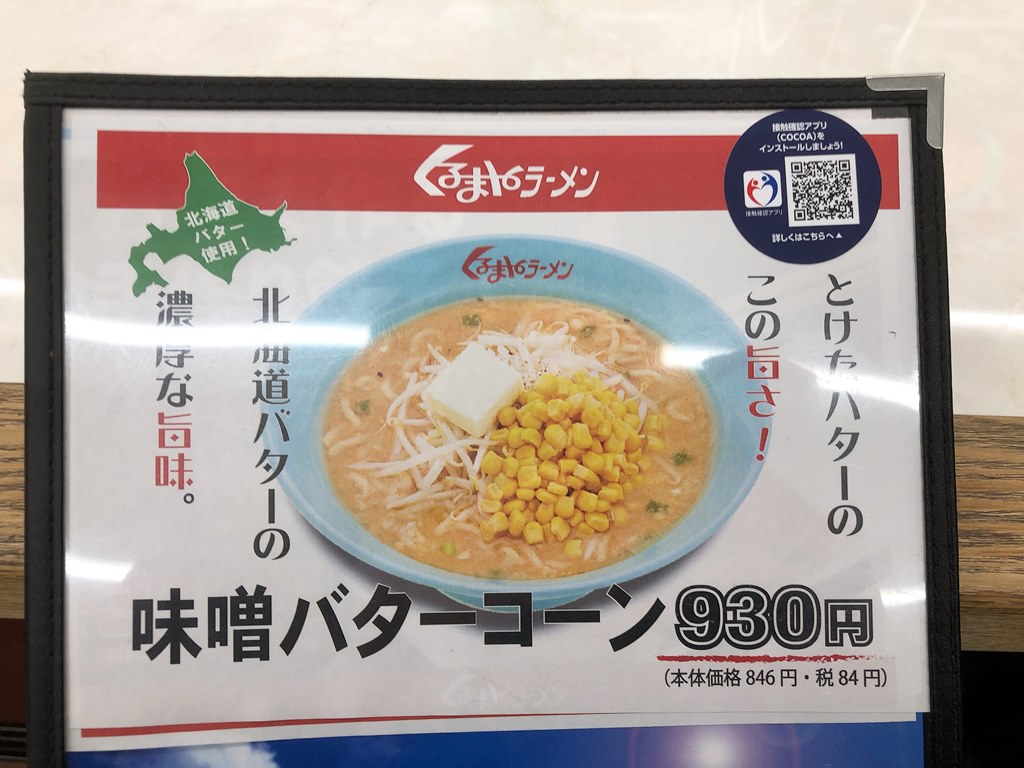 くるまやラーメン
接触確認アプリ
(COCOA)を
インストールしましょう!
接触確認アプリ
詳しくはこちらへ▲
北海道
バター
使用!
くるまやラーメン
とけたバターの
この旨さ!
北海道バターの
濃厚な旨味。
味噌バターコーン930円
(本体価格846円・税84円)